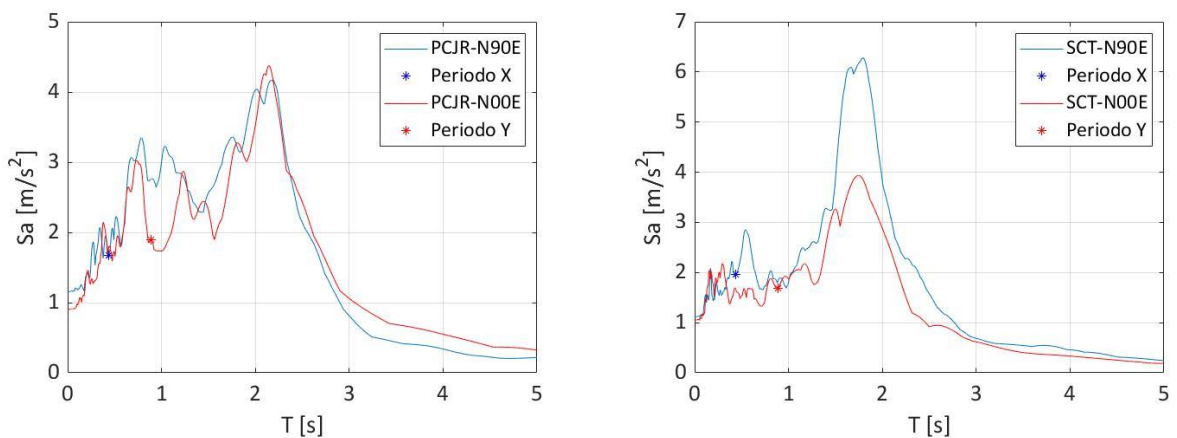 5
4
3
2
1
0
Sa [m/s²]
0 1 2 3 4 5
T [s]
PCJR-N90E
Periodo X
PCJR-N00E
Periodo Y
7
6
5
4
3
2
1
0
Sa [m/s²]
0 1 2 3 4 5
T [s]
SCT-N90E
Periodo X
SCT-N00E
Periodo Y